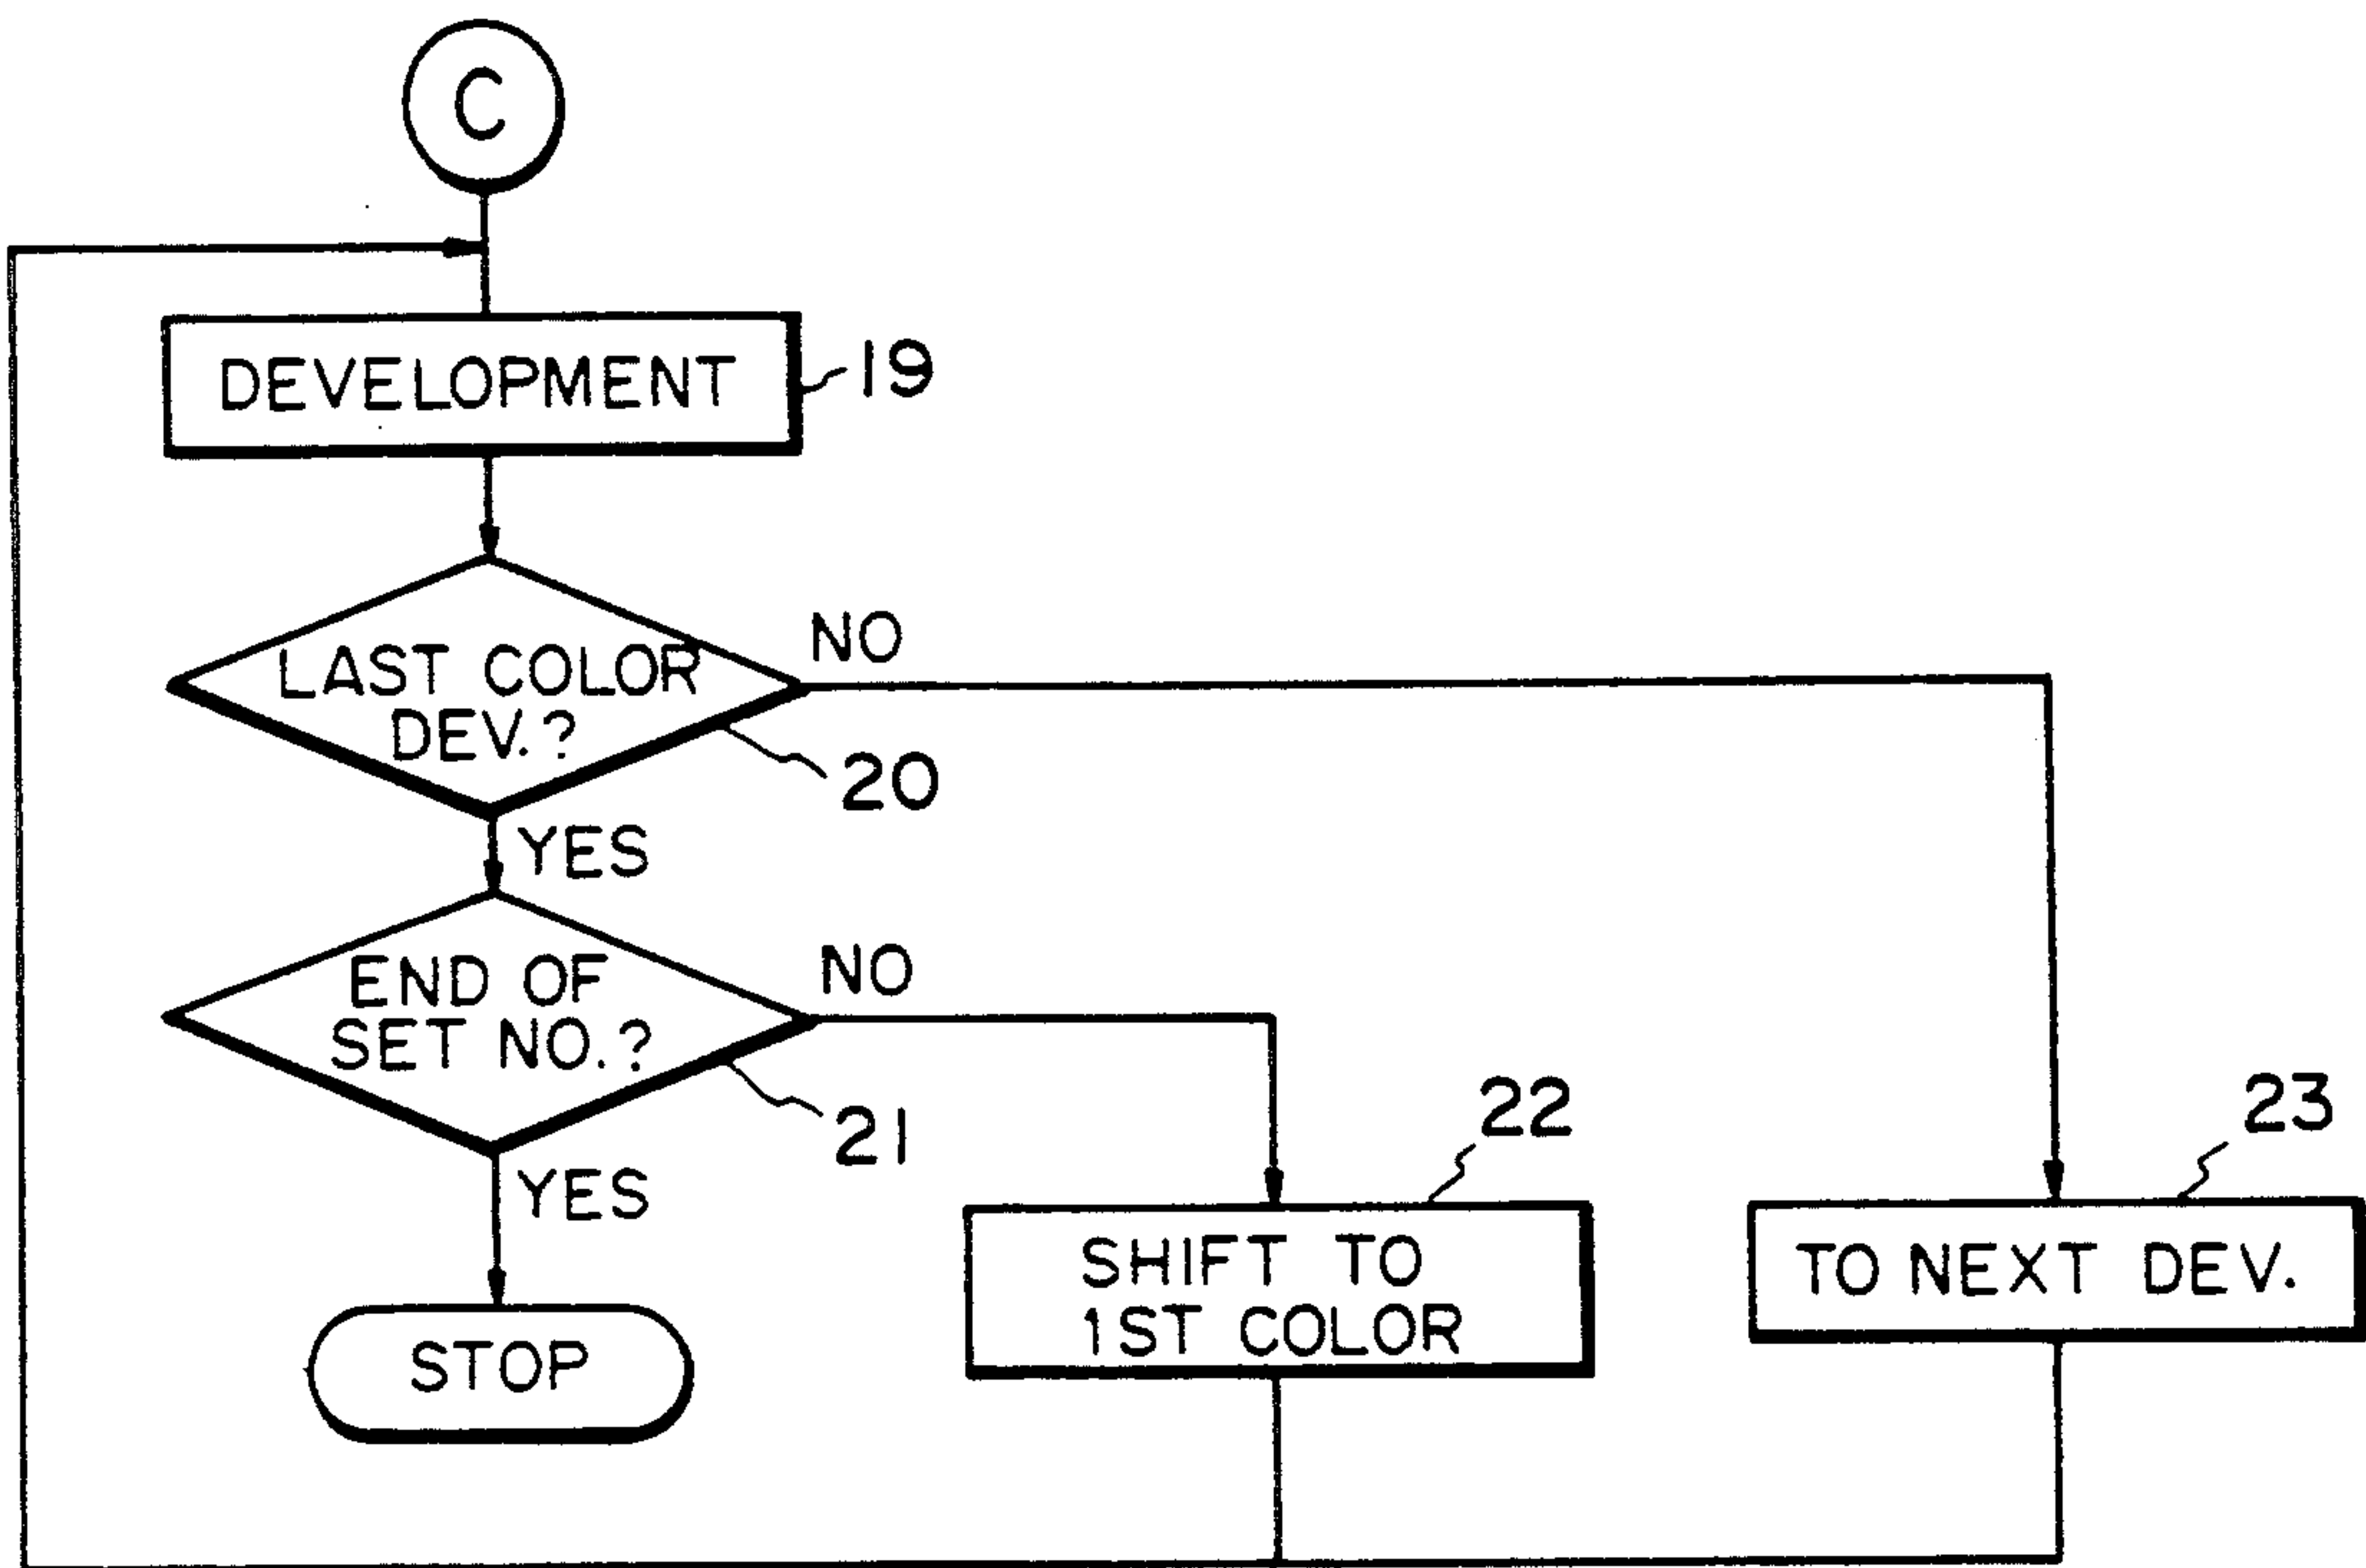 C
DEVELOPMENT
19
LAST COLOR
DEV.?
NO
20
YES
END OF
SET NO.?
NO
21
YES
22
23
SHIFT TO
1ST COLOR
TO NEXT DEV.
STOP